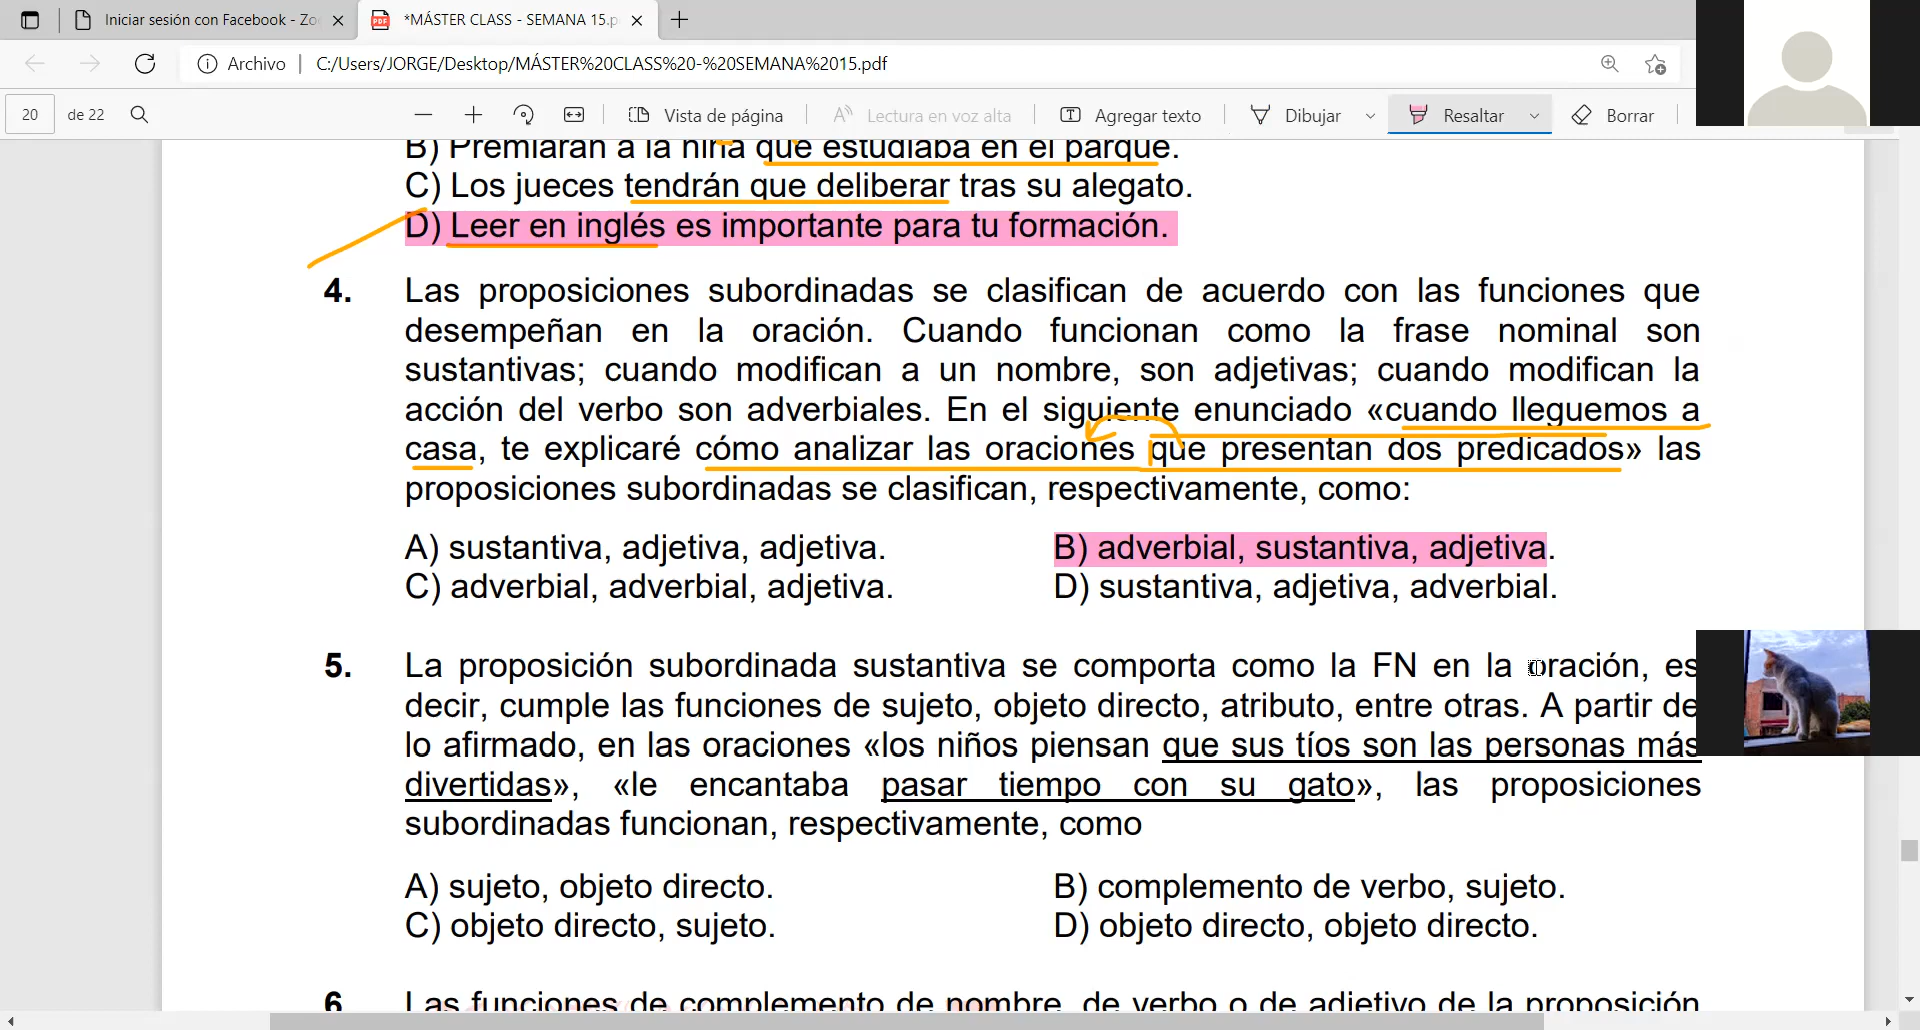 Iniciar sesión con Facebook - Zo
*MÁSTER CLASS - SEMANA 15.p
Archivo | C:/Users/JORGE/Desktop/MÁSTER%20CLASS%20-%20SEMANA%2015.pdf
20 de 22
Vista de página
Lectura en voz alta
Agregar texto
Dibujar
Resaltar
Borrar
B) Premiarán a la niña que estudiaba en el parque.
C) Los jueces tendrán que deliberar tras su alegato.
D) Leer en inglés es importante para tu formación.
4. Las proposiciones subordinadas se clasifican de acuerdo con las funciones que
desempeñan en la oración. Cuando funcionan como la frase nominal son
sustantivas; cuando modifican a un nombre, son adjetivas; cuando modifican la
acción del verbo son adverbiales. En el siguiente enunciado «cuando lleguemos a
casa, te explicaré cómo analizar las oraciones que presentan dos predicados» las
proposiciones subordinadas se clasifican, respectivamente, como:
A) sustantiva, adjetiva, adjetiva.
B) adverbial, sustantiva, adjetiva.
C) adverbial, adverbial, adjetiva.
D) sustantiva, adjetiva, adverbial.
5. La proposición subordinada sustantiva se comporta como la FN en la oración, es
decir, cumple las funciones de sujeto, objeto directo, atributo, entre otras. A partir de
lo afirmado, en las oraciones «los niños piensan que sus tíos son las personas más
divertidas», «le encantaba pasar tiempo con su gato», las proposiciones
subordinadas funcionan, respectivamente, como
A) sujeto, objeto directo.
B) complemento de verbo, sujeto.
C) objeto directo, sujeto.
D) objeto directo, objeto directo.
6 Las funciones de complemento de nombre, de verbo o de adjetivo de la proposición